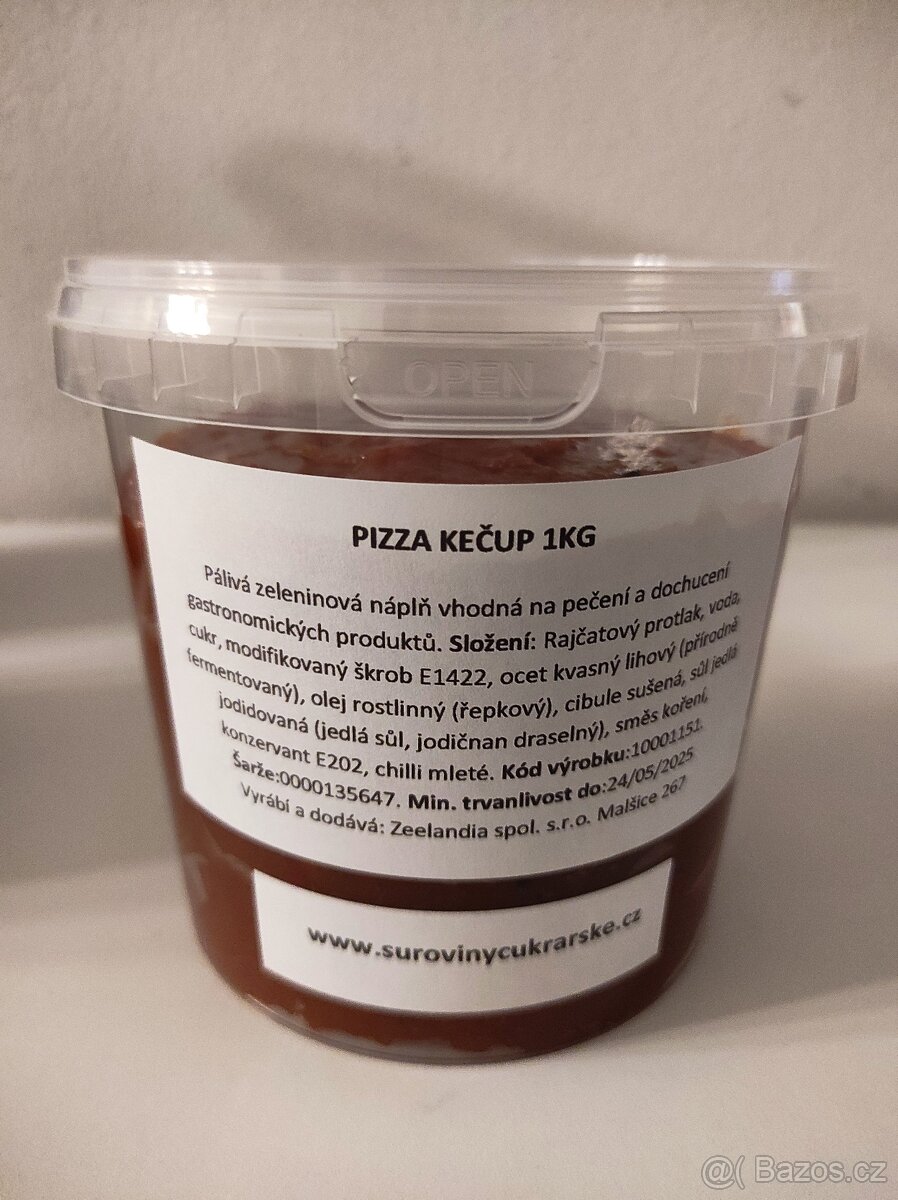 OPEN
PIZZA KEČUP 1KG
Pálivá zeleninová náplň vhodná na pečení a dochucení
gastronomických produktů. Složení: Rajčatový protlak, voda,
cukr, modifikovaný škrob E1422, ocet kvasný lihový (přírodně
fermentovaný), olej rostlinný (řepkový), cibule sušená, sůl jedlá
jodidovaná (jedlá sůl, jodičnan draselný), směs koření,
konzervant E202, chilli mleté. Kód výrobku:10001151.
Šarže:0000135647. Min. trvanlivost do:24/05/2025
Vyrábí a dodává: Zeelandia spol. s.r.o. Malšice 267
www.surovinycukrarske.cz
@( Bazos.cz